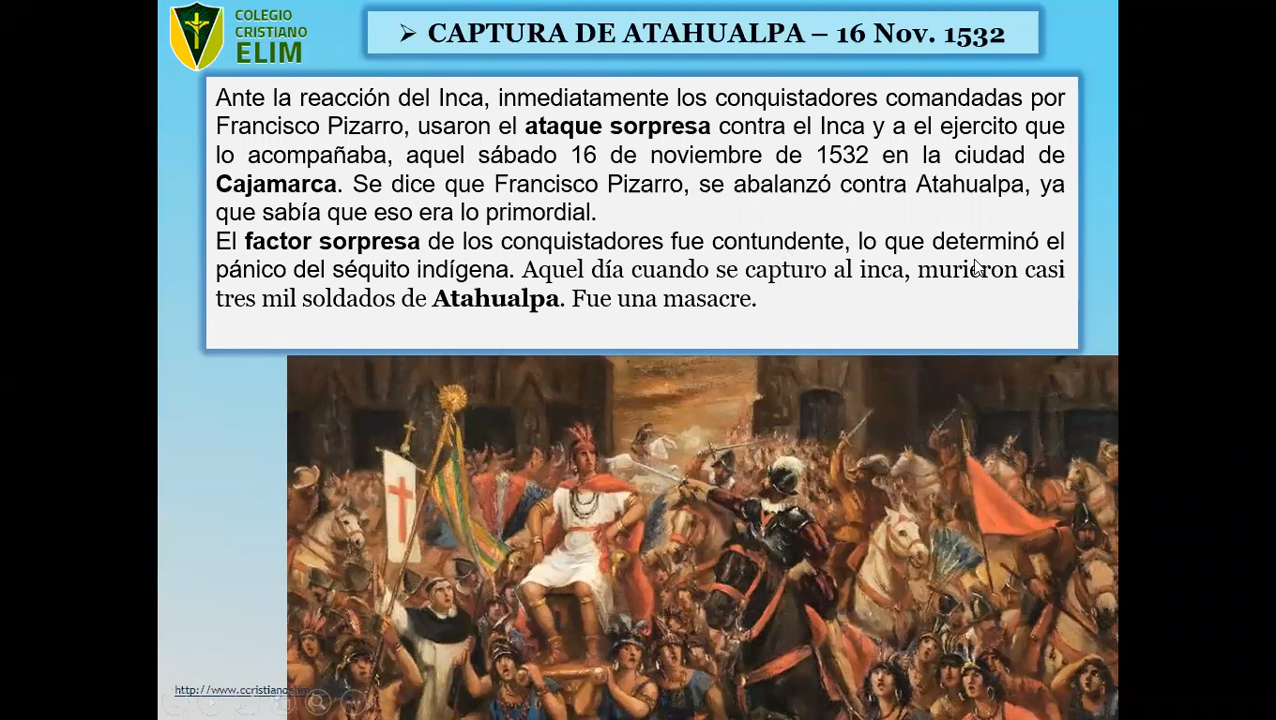 COLEGIO
CRISTIANO
ELIM
➢ CAPTURA DE ATAHUALPA – 16 Nov. 1532
Ante la reacción del Inca, inmediatamente los conquistadores comandadas por
Francisco Pizarro, usaron el ataque sorpresa contra el Inca y a el ejercito que
lo acompañaba, aquel sábado 16 de noviembre de 1532 en la ciudad de
Cajamarca. Se dice que Francisco Pizarro, se abalanzó contra Atahualpa, ya
que sabía que eso era lo primordial.
El factor sorpresa de los conquistadores fue contundente, lo que determinó el
pánico del séquito indígena. Aquel día cuando se capturo al inca, murieron casi
tres mil soldados de Atahualpa. Fue una masacre.
http://www.ccristianoelim